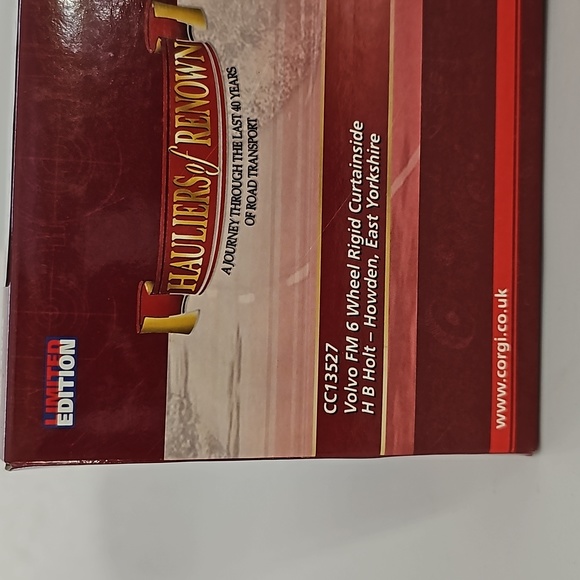 LIMITED
EDITION
HAULIERS of RENOWN
A JOURNEY THROUGH THE LAST 40 YEARS
OF ROAD TRANSPORT
CC13527
Volvo FM 6 Wheel Rigid Curtainside
H B Holt – Howden, East Yorkshire
www.corgi.co.uk